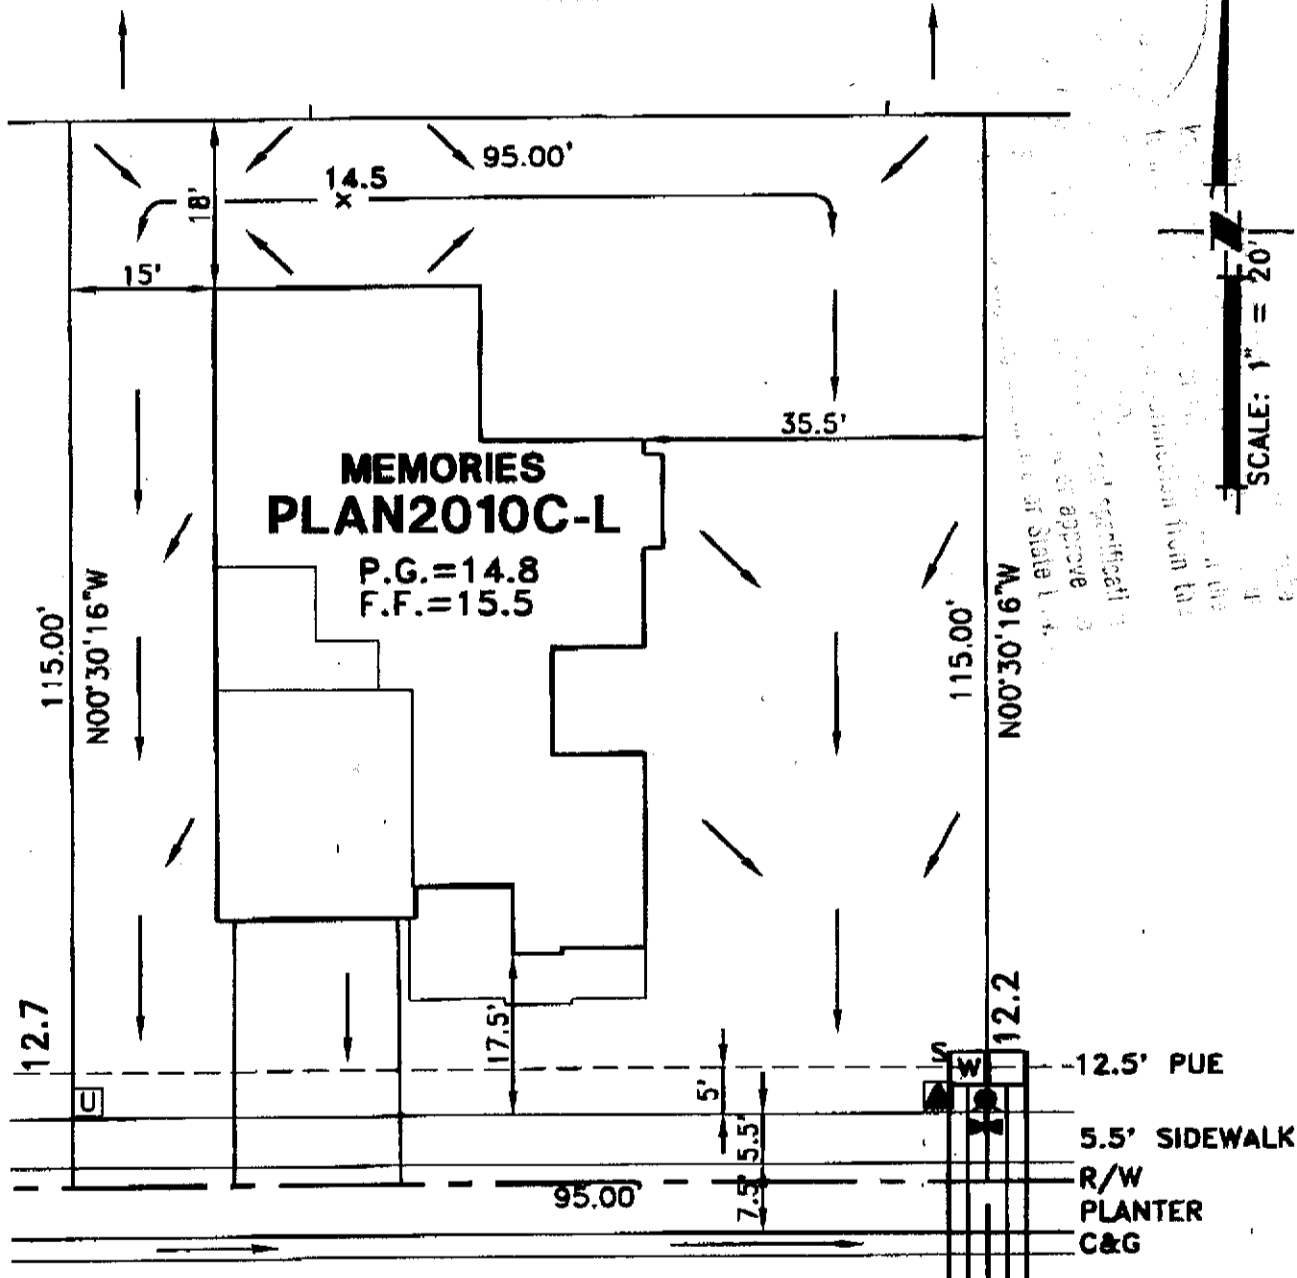 95.00'
14.5
x
18'
15'
SCALE: 1" = 20'
35.5'
MEMORIES
PLAN2010C-L
P.G.=14.8
F.F.=15.5
115.00'
N00°30'16"W
115.00'
N00°30'16"W
12.7
12.2
17.5'
S
W
12.5' PUE
U
5'
5.5'
5.5' SIDEWALK
R/W
95.00'
7.5'
PLANTER
C&G